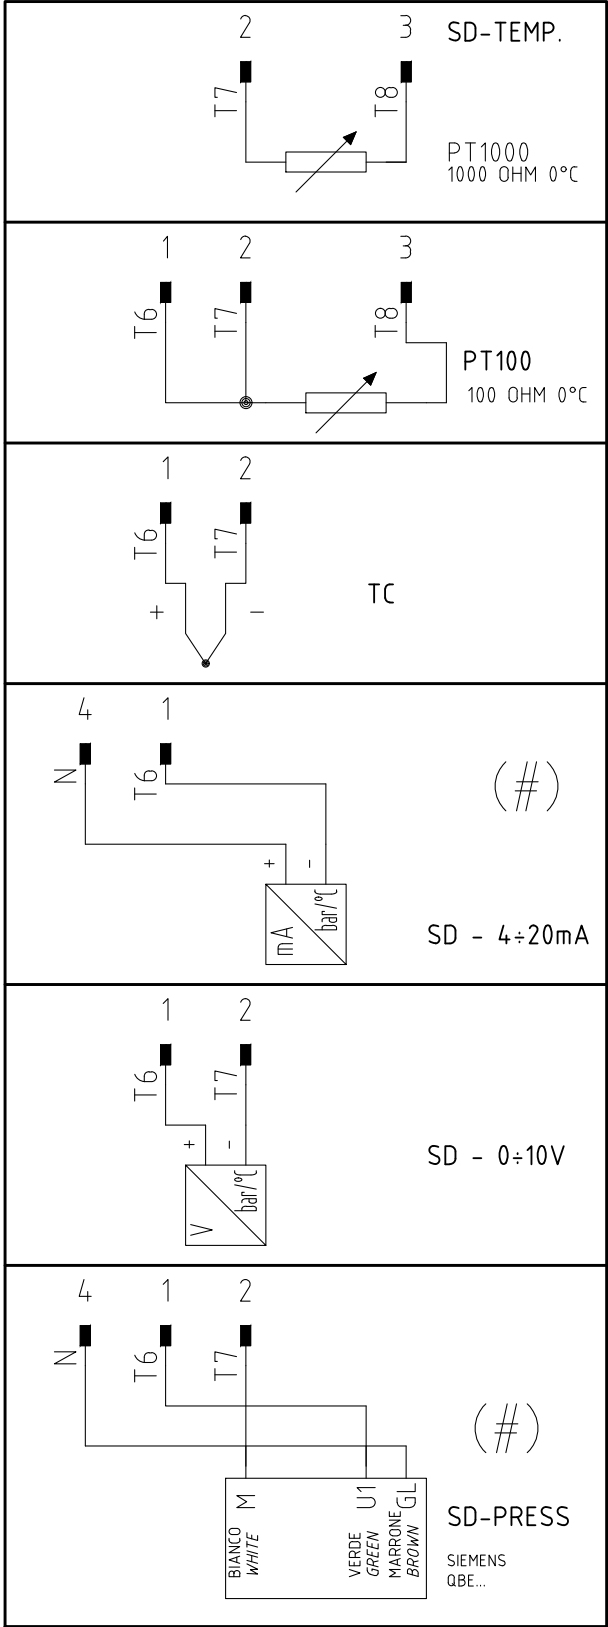 2 3 SD-TEMP.
T7 T8
PT1000
1000 OHM 0°C
1 2 3
T6 T7 T8
PT100
100 OHM 0°C
1 2
T6 T7
+ -
TC
4 1
N T6
(#)
+ -
mA bar/°C
SD - 4÷20mA
1 2
T6 T7
+ -
V bar/°C
SD - 0÷10V
4 1 2
N T6 T7
(#)
M U1 GL
BIANCO
WHITE
VERDE
GREEN
MARRONE
BROWN
SD-PRESS
SIEMENS
QBE...